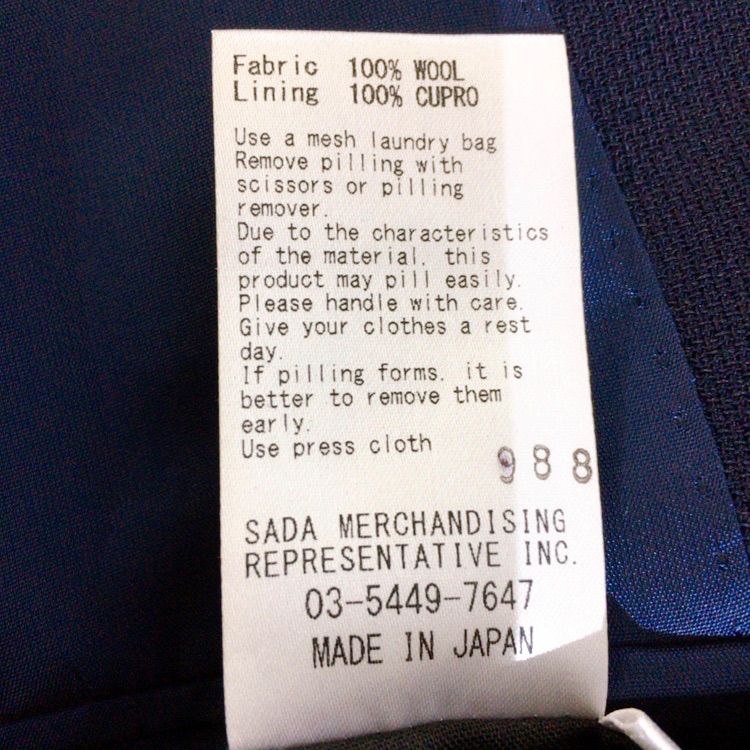 Fabric 100% WOOL
Lining 100% CUPRO
Use a mesh laundry bag
Remove pilling with
scissors or pilling
remover.
Due to the characteristics
of the material. this
product may pill easily.
Please handle with care.
Give your clothes a rest
day.
If pilling forms. it is
better to remove them
early.
Use press cloth
988
SADA MERCHANDISING
REPRESENTATIVE INC.
03-5449-7647
MADE IN JAPAN